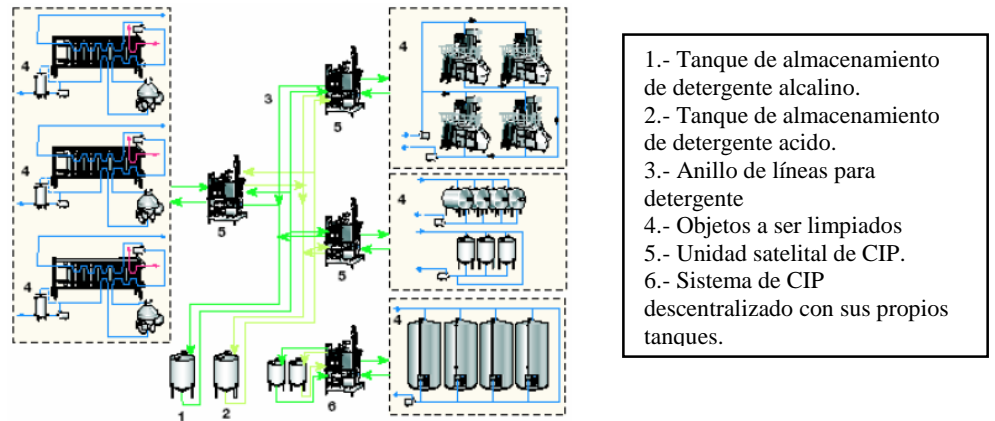 4
4
4
3
5
5
5
6
1
2
4
4
4
1.- Tanque de almacenamiento
de detergente alcalino.
2.- Tanque de almacenamiento
de detergente acido.
3.- Anillo de líneas para
detergente
4.- Objetos a ser limpiados
5.- Unidad satelital de CIP.
6.- Sistema de CIP
descentralizado con sus propios
tanques.